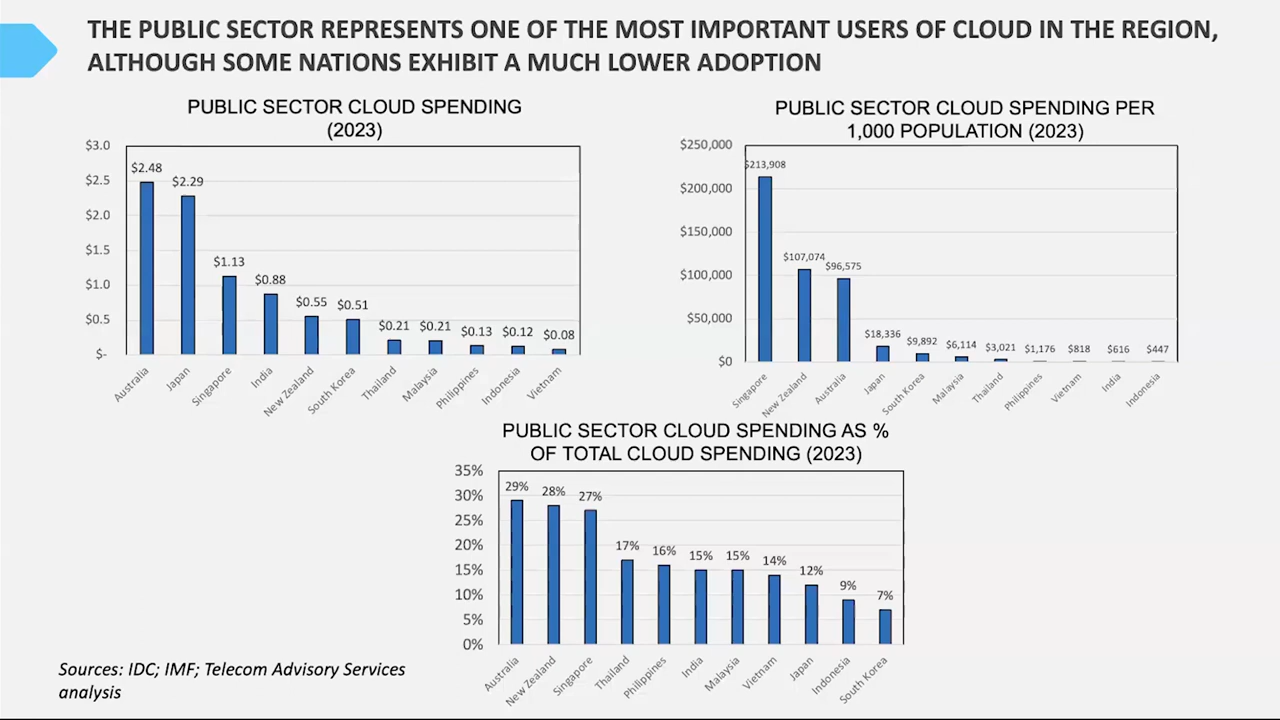 THE PUBLIC SECTOR REPRESENTS ONE OF THE MOST IMPORTANT USERS OF CLOUD IN THE REGION,
ALTHOUGH SOME NATIONS EXHIBIT A MUCH LOWER ADOPTION
PUBLIC SECTOR CLOUD SPENDING
(2023)
$3.0
$2.5
$2.0
$1.5
$1.0
$0.5
$-
$2.48
$2.29
$1.13
$0.88
$0.55
$0.51
$0.21
$0.21
$0.13
$0.12
$0.08
Australia
Japan
Singapore
India
New Zealand
South Korea
Thailand
Malaysia
Philippines
Indonesia
Vietnam
PUBLIC SECTOR CLOUD SPENDING PER
1,000 POPULATION (2023)
$250,000
$200,000
$150,000
$100,000
$50,000
$0
$213,908
$107,074
$96,575
$18,336
$9,892
$6,114
$3,021
$1,176
$818
$616
$447
Singapore
New Zealand
Australia
Japan
South Korea
Malaysia
Thailand
Philippines
Vietnam
India
Indonesia
PUBLIC SECTOR CLOUD SPENDING AS %
OF TOTAL CLOUD SPENDING (2023)
35%
30%
25%
20%
15%
10%
5%
0%
29%
28%
27%
17%
16%
15%
15%
14%
12%
9%
7%
Australia
New Zealand
Singapore
Thailand
Philippines
India
Malaysia
Vietnam
Japan
Indonesia
South Korea
Sources: IDC; IMF; Telecom Advisory Services
analysis